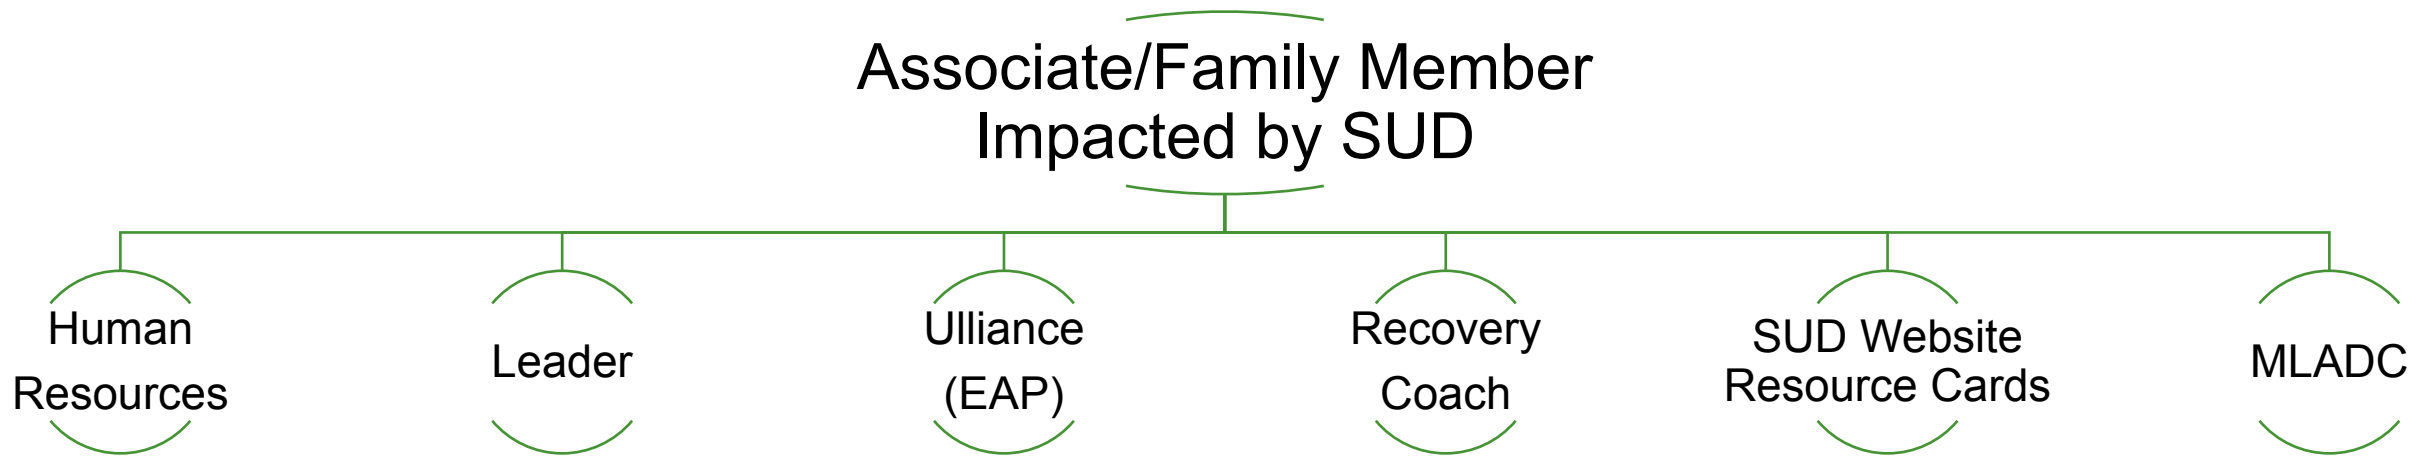 Associate/Family Member
Impacted by SUD
Human
Resources
Leader
Ulliance
(EAP)
Recovery
Coach
SUD Website
Resource Cards
MLADC